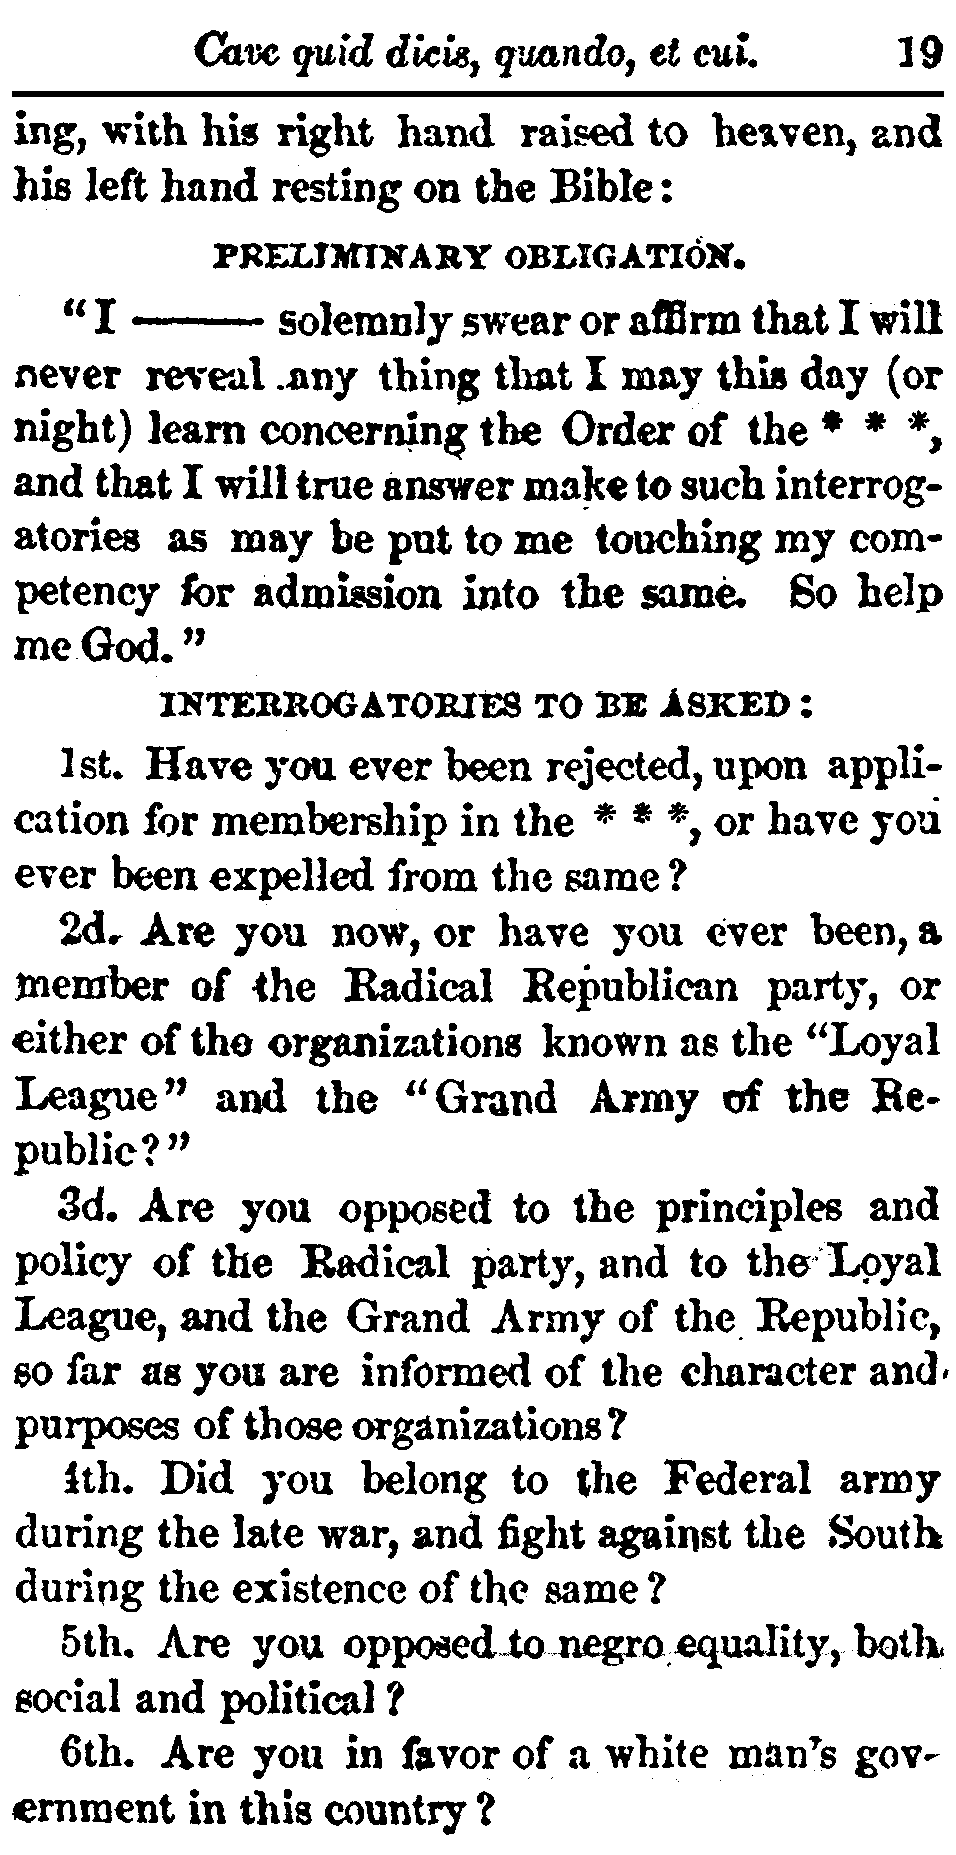 Cave quid dicis, quando, et cui. 19
ing, with his right hand raised to heaven, and
his left hand resting on the Bible:
PRELIMINARY OBLIGATION.
"I ——— solemnly swear or affirm that I will
never reveal any thing that I may this day (or
night) learn concerning the Order of the * * *,
and that I will true answer make to such interrog-
atories as may be put to me touching my com-
petency for admission into the same. So help
me God."
INTERROGATORIES TO BE ASKED:
1st. Have you ever been rejected, upon appli-
cation for membership in the * * *, or have you
ever been expelled from the same?
2d. Are you now, or have you ever been, a
member of the Radical Republican party, or
either of the organizations known as the "Loyal
League" and the "Grand Army of the Re-
public?"
3d. Are you opposed to the principles and
policy of the Radical party, and to the Loyal
League, and the Grand Army of the Republic,
so far as you are informed of the character and
purposes of those organizations?
4th. Did you belong to the Federal army
during the late war, and fight against the South
during the existence of the same?
5th. Are you opposed to negro equality, both
social and political?
6th. Are you in favor of a white man's gov-
ernment in this country?